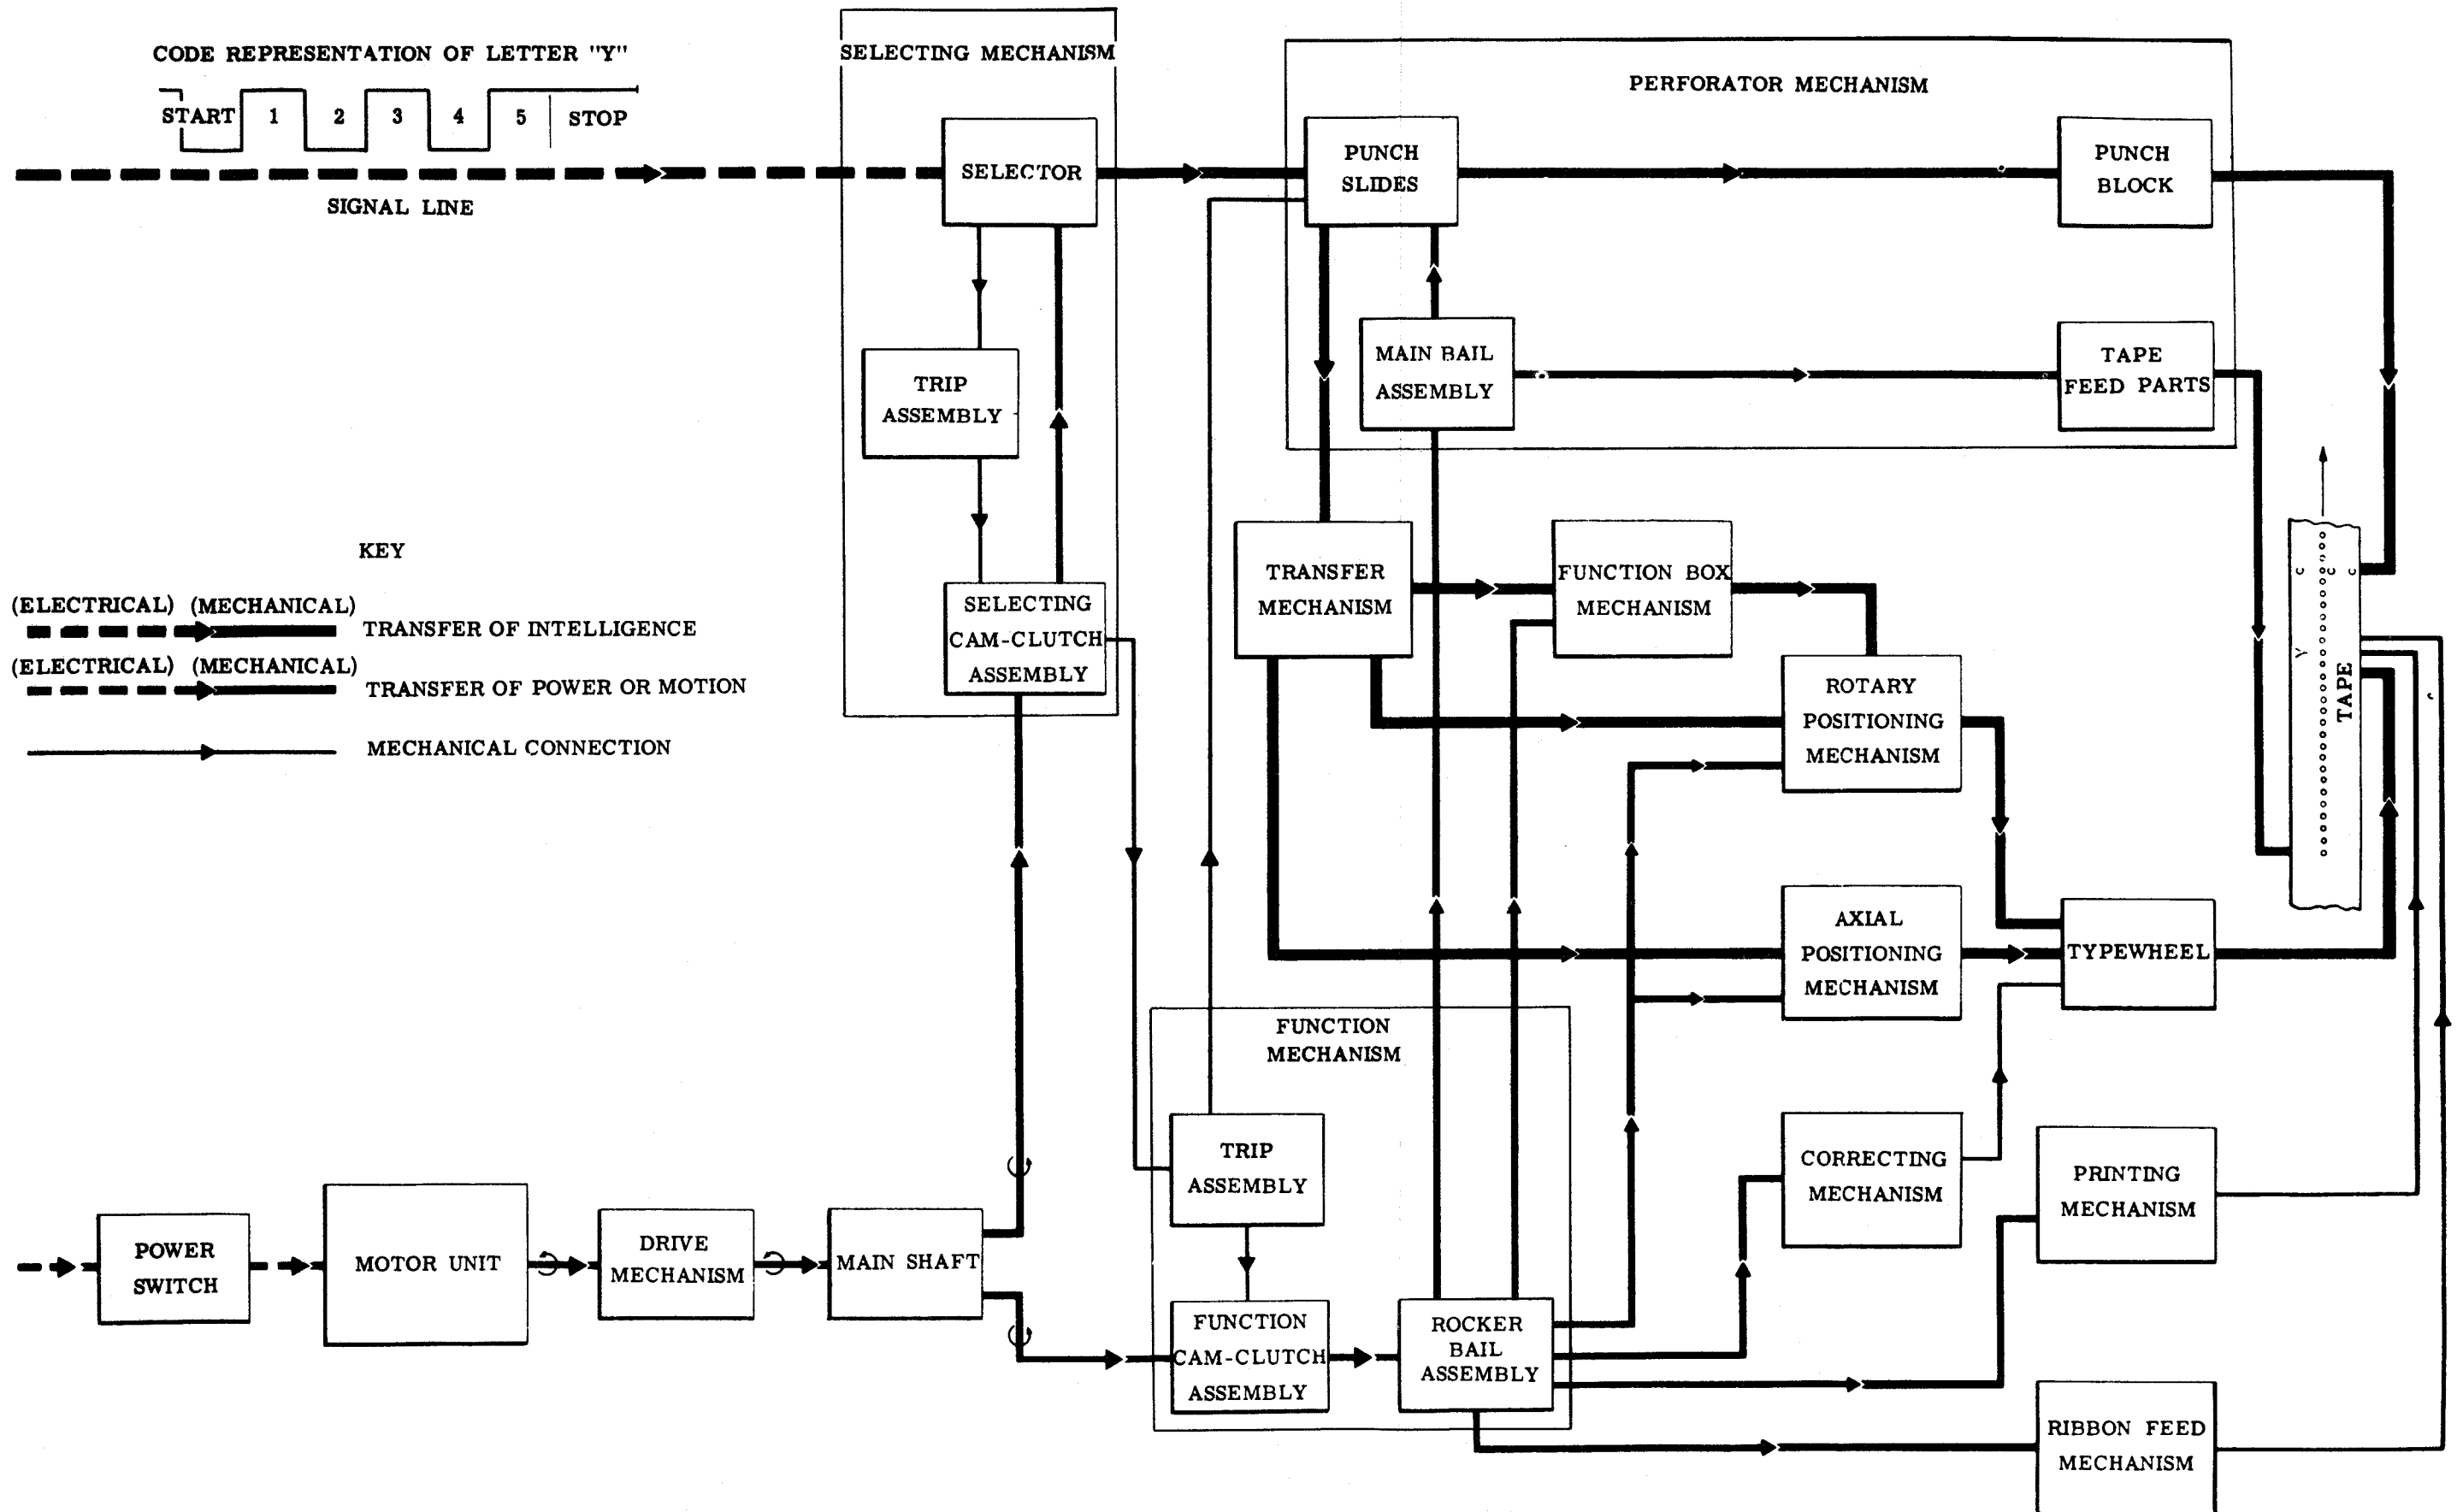 CODE REPRESENTATION OF LETTER "Y"
START 1 2 3 4 5 STOP
SIGNAL LINE
KEY
(ELECTRICAL) (MECHANICAL)
TRANSFER OF INTELLIGENCE
(ELECTRICAL) (MECHANICAL)
TRANSFER OF POWER OR MOTION
MECHANICAL CONNECTION
SELECTING MECHANISM
SELECTOR
TRIP
ASSEMBLY
SELECTING
CAM-CLUTCH
ASSEMBLY
PERFORATOR MECHANISM
PUNCH
SLIDES
PUNCH
BLOCK
MAIN BAIL
ASSEMBLY
TAPE
FEED PARTS
TRANSFER
MECHANISM
FUNCTION BOX
MECHANISM
ROTARY
POSITIONING
MECHANISM
AXIAL
POSITIONING
MECHANISM
TYPEWHEEL
Y
TAPE
FUNCTION
MECHANISM
TRIP
ASSEMBLY
FUNCTION
CAM-CLUTCH
ASSEMBLY
ROCKER
BAIL
ASSEMBLY
CORRECTING
MECHANISM
PRINTING
MECHANISM
RIBBON FEED
MECHANISM
POWER
SWITCH
MOTOR UNIT
DRIVE
MECHANISM
MAIN SHAFT